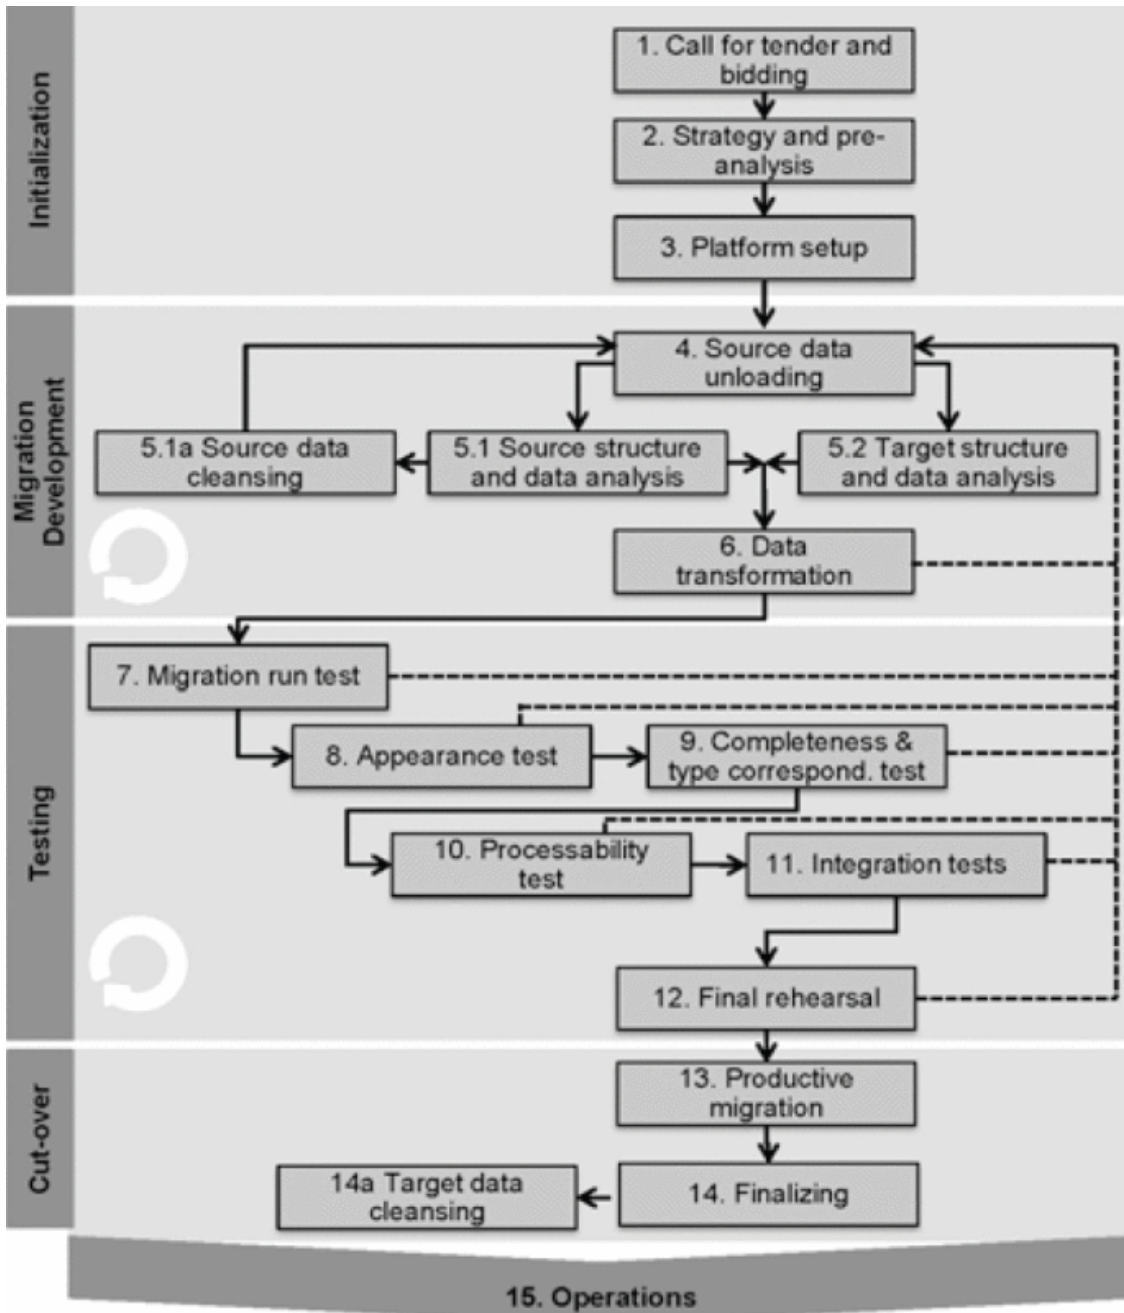 Initialization
1. Call for tender and
bidding
2. Strategy and pre-
analysis
3. Platform setup
Migration
Development
4. Source data
unloading
5.1a Source data
cleansing
5.1 Source structure
and data analysis
5.2 Target structure
and data analysis
6. Data
transformation
Testing
7. Migration run test
8. Appearance test
9. Completeness &
type correspond. test
10. Processability
test
11. Integration tests
12. Final rehearsal
Cut-over
13. Productive
migration
14. Finalizing
14a Target data
cleansing
15. Operations